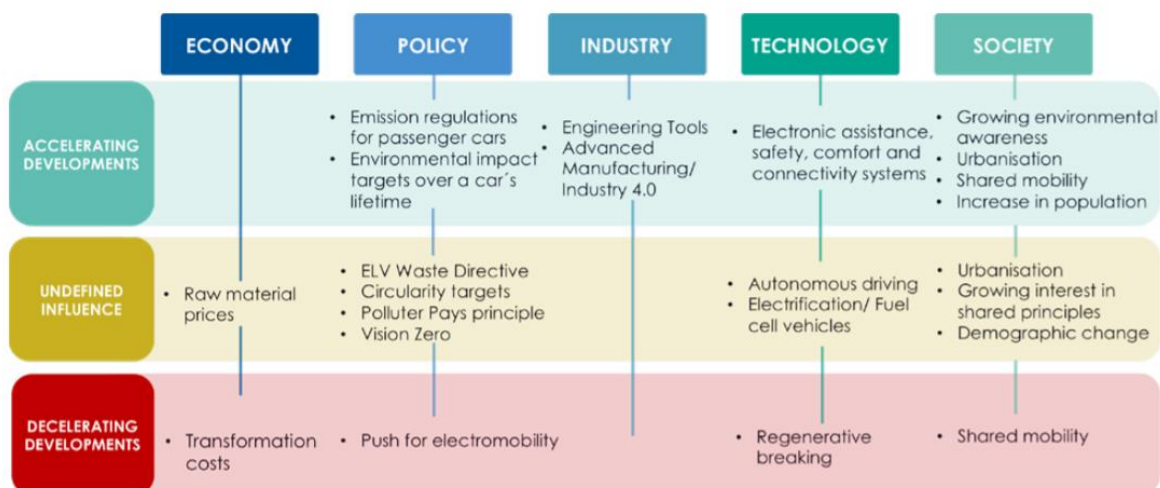 ECONOMY
POLICY
INDUSTRY
TECHNOLOGY
SOCIETY
ACCELERATING
DEVELOPMENTS
• Emission regulations
for passenger cars
• Environmental impact
targets over a car´s
lifetime
• Engineering Tools
• Advanced
Manufacturing/
Industry 4.0
• Electronic assistance,
safety, comfort and
connectivity systems
• Growing environmental
awareness
• Urbanisation
• Shared mobility
• Increase in population
UNDEFINED
INFLUENCE
• Raw material
prices
• ELV Waste Directive
• Circularity targets
• Polluter Pays principle
• Vision Zero
• Autonomous driving
• Electrification/ Fuel
cell vehicles
• Urbanisation
• Growing interest in
shared principles
• Demographic change
DECELERATING
DEVELOPMENTS
• Transformation
costs
• Push for electromobility
• Regenerative
breaking
• Shared mobility